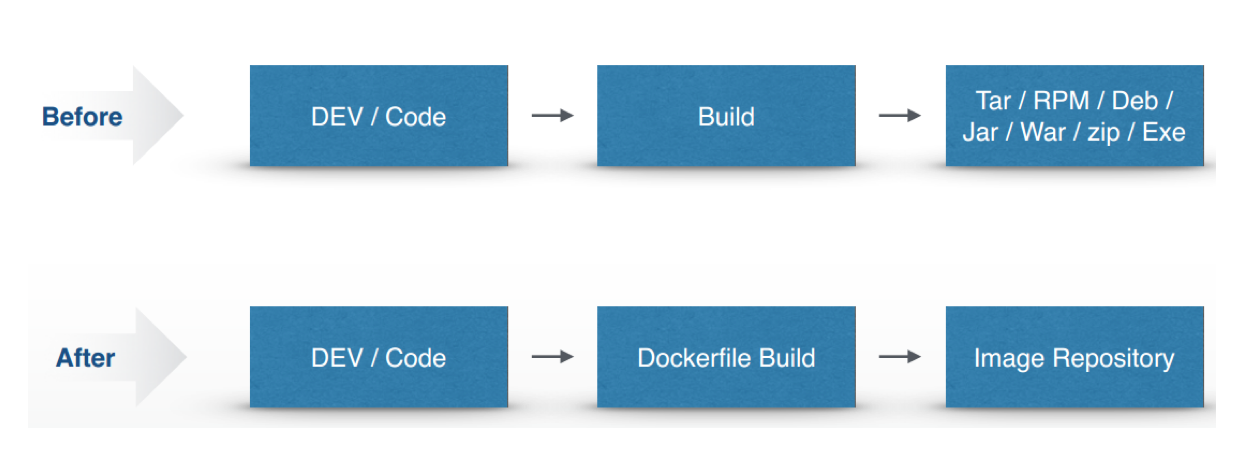 Before
DEV / Code
Build
Tar / RPM / Deb /
Jar / War / zip / Exe
After
DEV / Code
Dockerfile Build
Image Repository